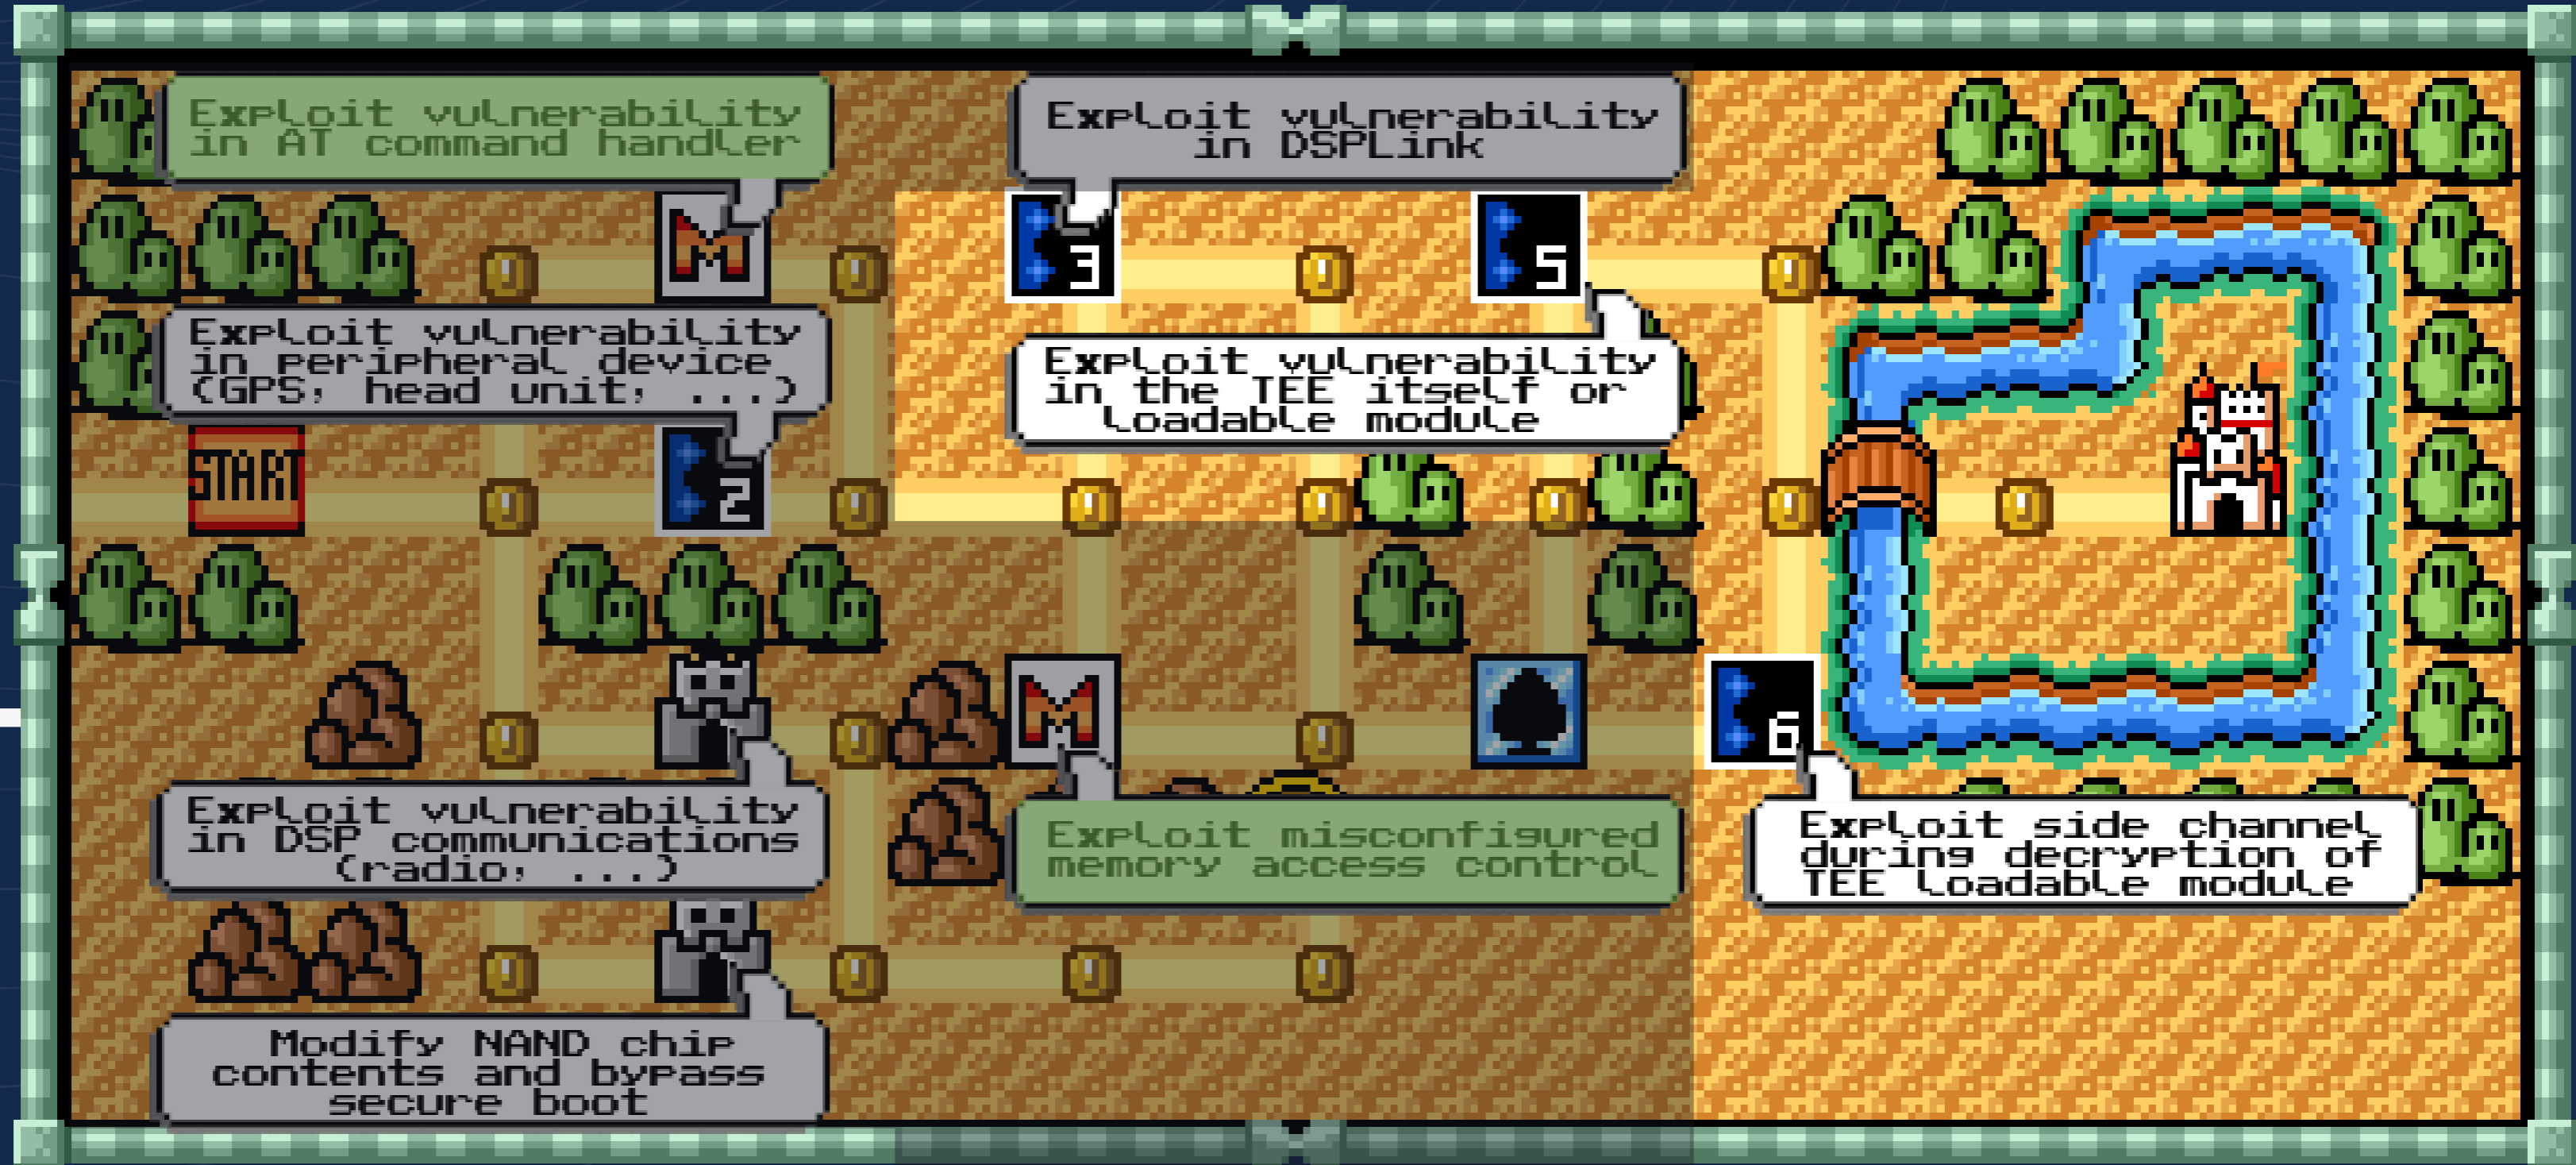 Exploit vulnerability
in AT command handler
Exploit vulnerability
in DSPLink
M
3
5
Exploit vulnerability
in peripheral device
(GPS, head unit, ...)
Exploit vulnerability
in the TEE itself or
loadable module
START
2
M
6
Exploit vulnerability
in DSP communications
(radio, ...)
Exploit misconfigured
memory access control
Exploit side channel
during decryption of
TEE loadable module
Modify NAND chip
contents and bypass
secure boot